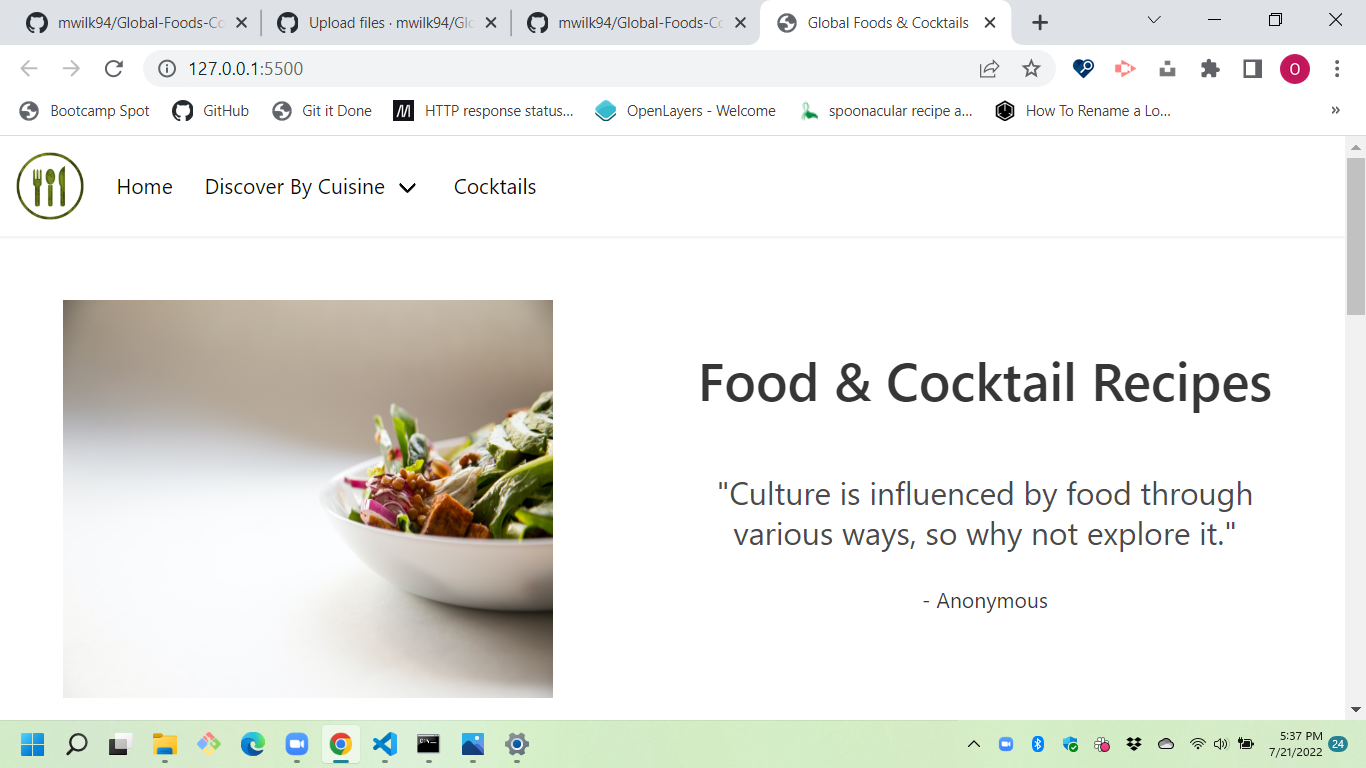 mwilk94/Global-Foods-Co
Upload files · mwilk94/Glo
mwilk94/Global-Foods-Co
Global Foods & Cocktails
127.0.0.1:5500
O
Bootcamp Spot
GitHub
Git it Done
HTTP response status...
OpenLayers - Welcome
spoonacular recipe a...
How To Rename a Lo...
»
Home
Discover By Cuisine
Cocktails
Food & Cocktail Recipes
"Culture is influenced by food through
various ways, so why not explore it."
- Anonymous
5:37 PM
7/21/2022
24